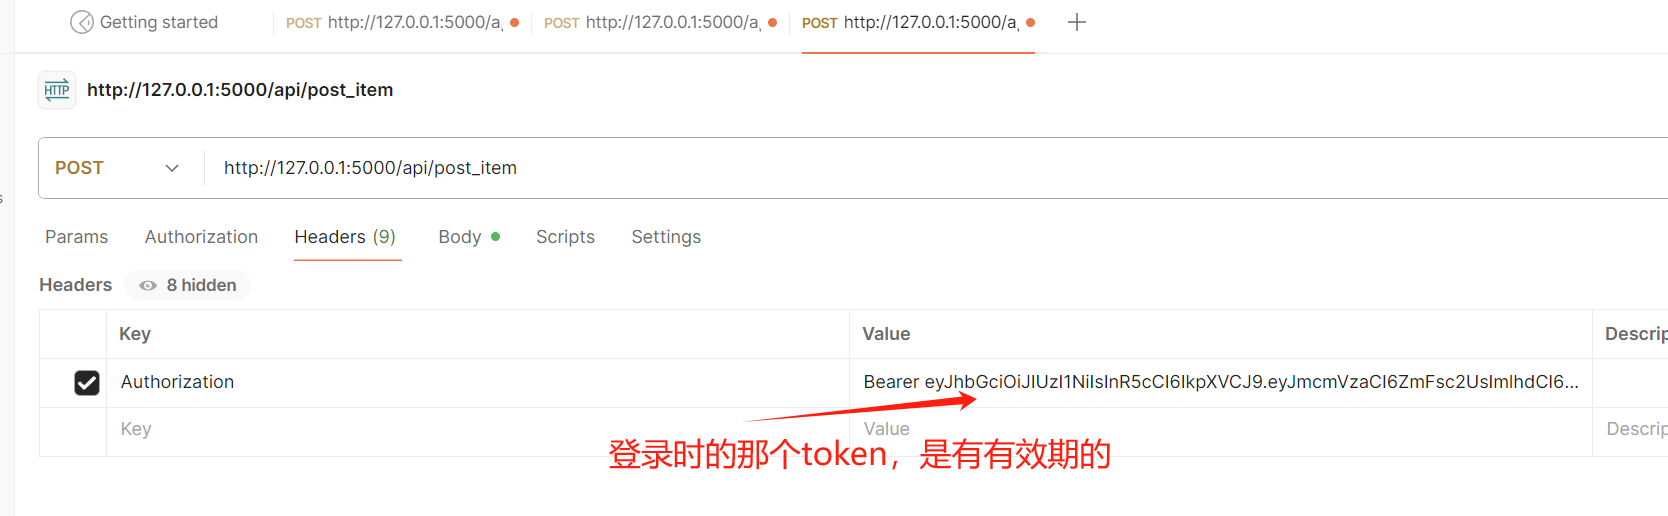 Getting started
POST http://127.0.0.1:5000/a
POST http://127.0.0.1:5000/a
POST http://127.0.0.1:5000/a
HTTP http://127.0.0.1:5000/api/post_item
POST http://127.0.0.1:5000/api/post_item
s
Params Authorization Headers (9) Body Scripts Settings
Headers 8 hidden
Key Value Descrip
Authorization Bearer eyJhbGciOiJIUzI1NiIsInR5cCI6IkpXVCJ9.eyJmcmVzaCI6ZmFsc2UsImlhdCI6...
Key Value Descrip
登录时的那个token，是有有效期的